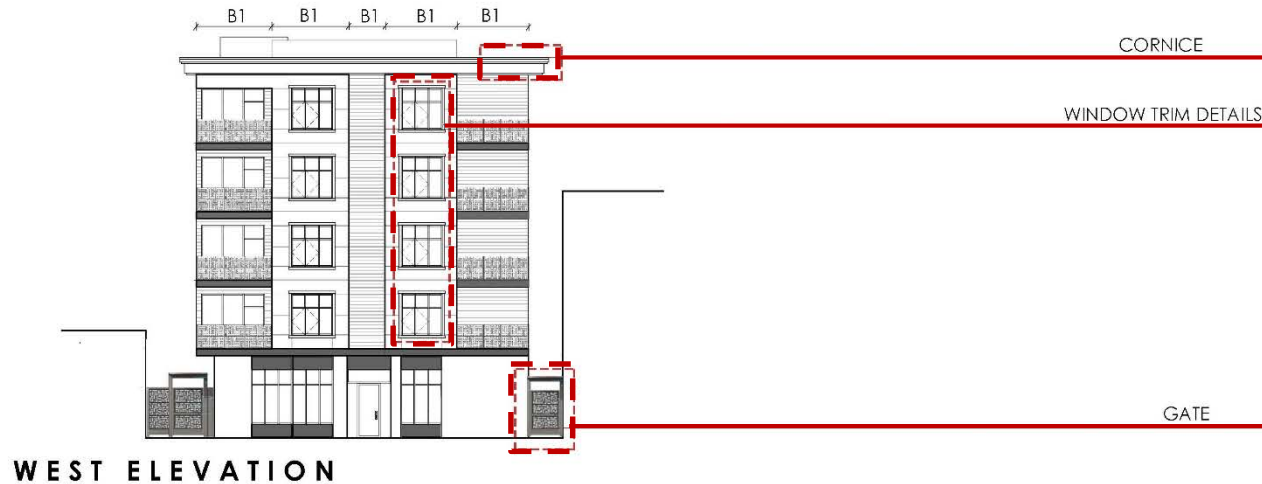 B1 B1 B1 B1 B1
CORNICE
WINDOW TRIM DETAILS
GATE
WEST ELEVATION